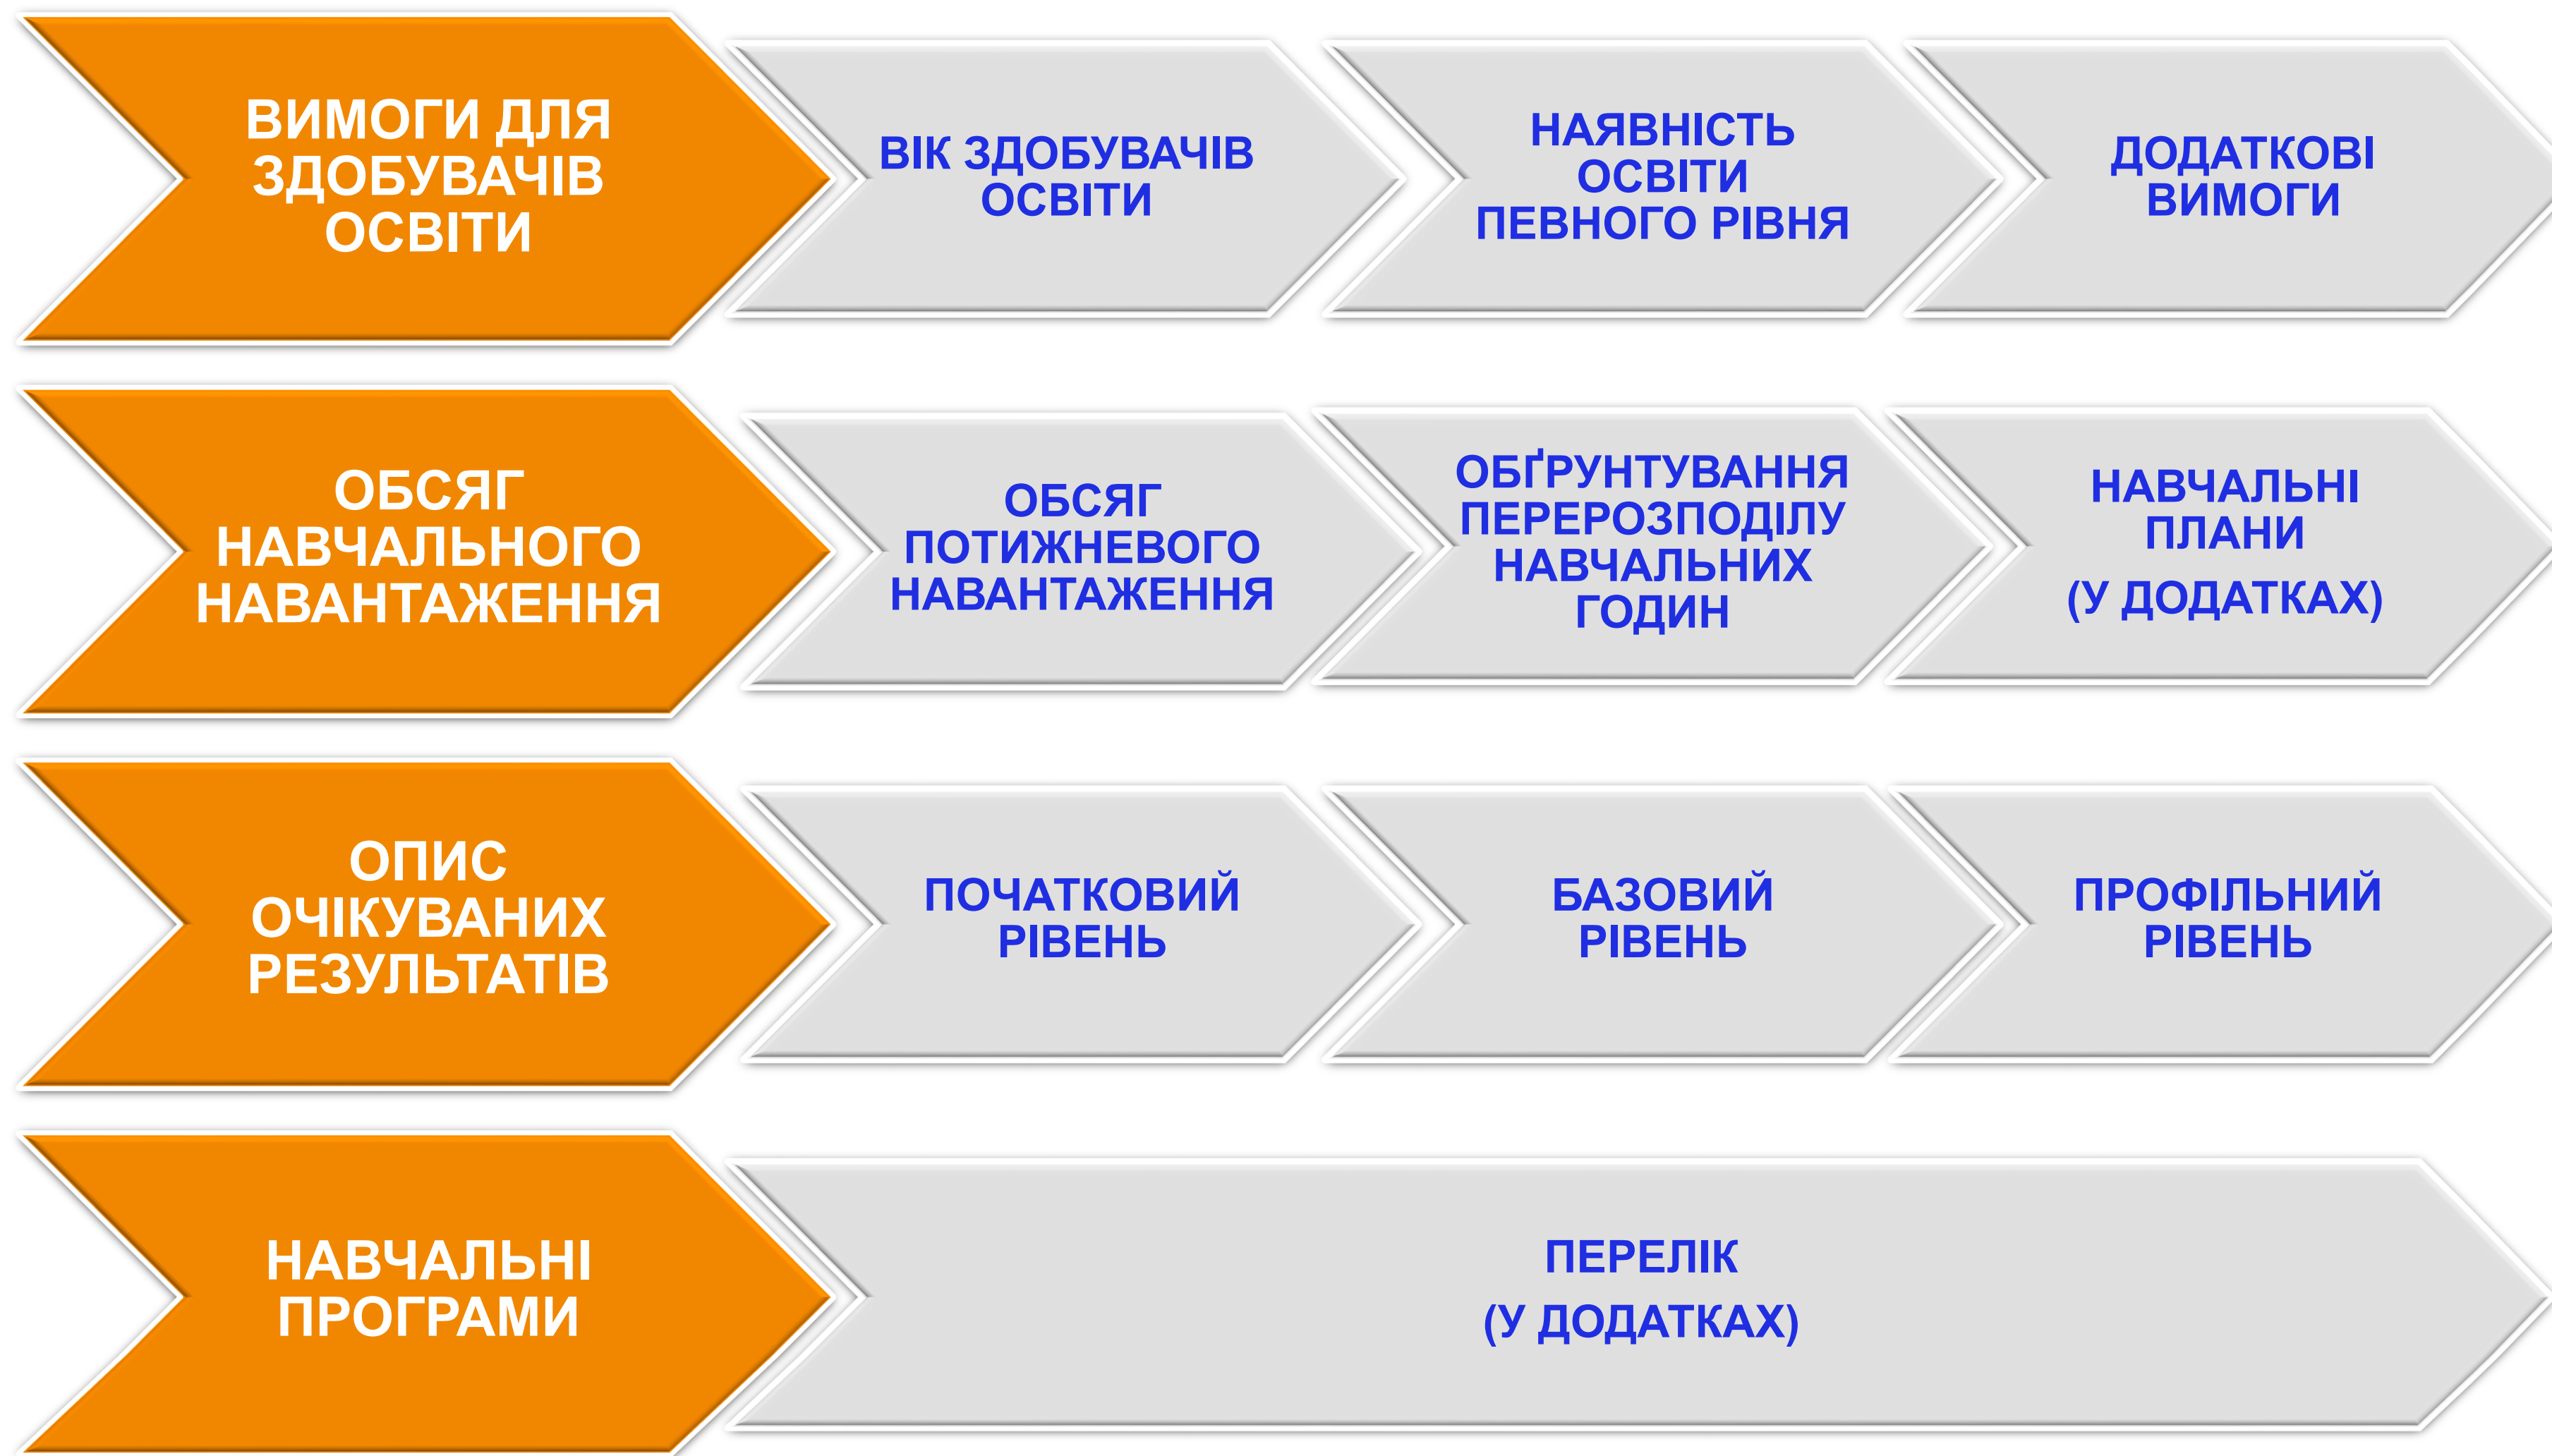 ВИМОГИ ДЛЯ
ЗДОБУВАЧІВ
ОСВІТИ
ВІК ЗДОБУВАЧІВ
ОСВІТИ
НАЯВНІСТЬ
ОСВІТИ
ПЕВНОГО РІВНЯ
ДОДАТКОВІ
ВИМОГИ
ОБСЯГ
НАВЧАЛЬНОГО
НАВАНТАЖЕННЯ
ОБСЯГ
ПОТИЖНЕВОГО
НАВАНТАЖЕННЯ
ОБҐРУНТУВАННЯ
ПЕРЕРОЗПОДІЛУ
НАВЧАЛЬНИХ
ГОДИН
НАВЧАЛЬНІ
ПЛАНИ
(У ДОДАТКАХ)
ОПИС
ОЧІКУВАНИХ
РЕЗУЛЬТАТІВ
ПОЧАТКОВИЙ
РІВЕНЬ
БАЗОВИЙ
РІВЕНЬ
ПРОФІЛЬНИЙ
РІВЕНЬ
НАВЧАЛЬНІ
ПРОГРАМИ
ПЕРЕЛІК
(У ДОДАТКАХ)